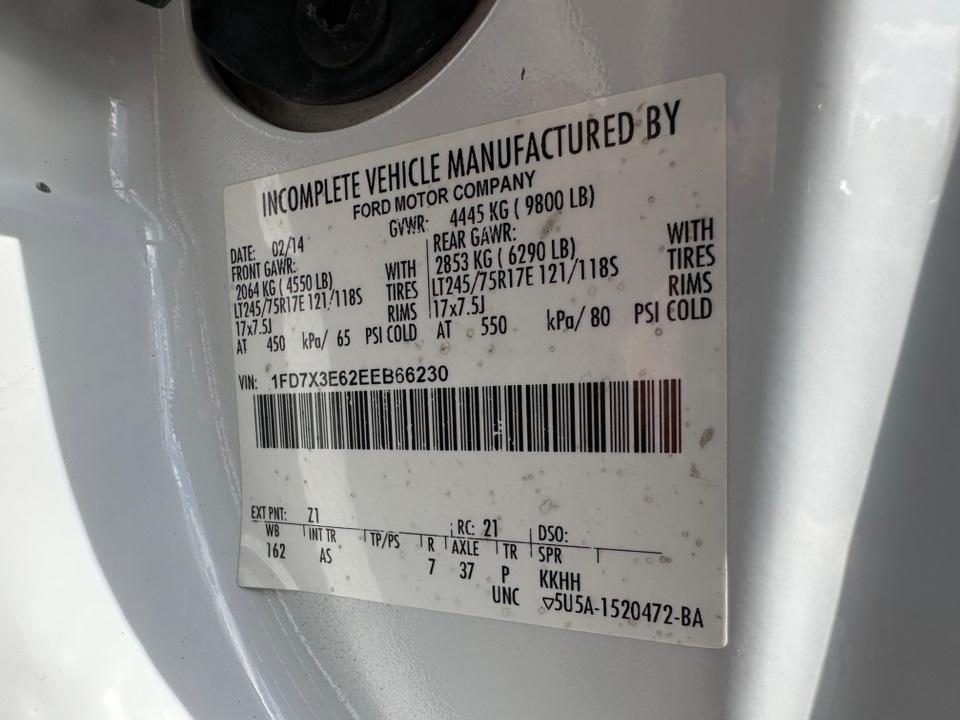 INCOMPLETE VEHICLE MANUFACTURED BY
FORD MOTOR COMPANY
GVWR: 4445 KG ( 9800 LB)
DATE: 02/14
FRONT GAWR:
2064 KG ( 4550 LB) WITH
LT245/75R17E 121/118S TIRES
17x7.5J RIMS
AT 450 kPa/ 65 PSI COLD
REAR GAWR:
2853 KG ( 6290 LB) WITH
LT245/75R17E 121/118S TIRES
17x7.5J RIMS
AT 550 kPa/ 80 PSI COLD
VIN: 1FD7X3E62EEB66230
EXT PNT: Z1 RC: 21 DSO:
WB INT TR TP/PS R AXLE TR SPR
162 AS 7 37 P KKHH
UNC ▽5U5A-1520472-BA